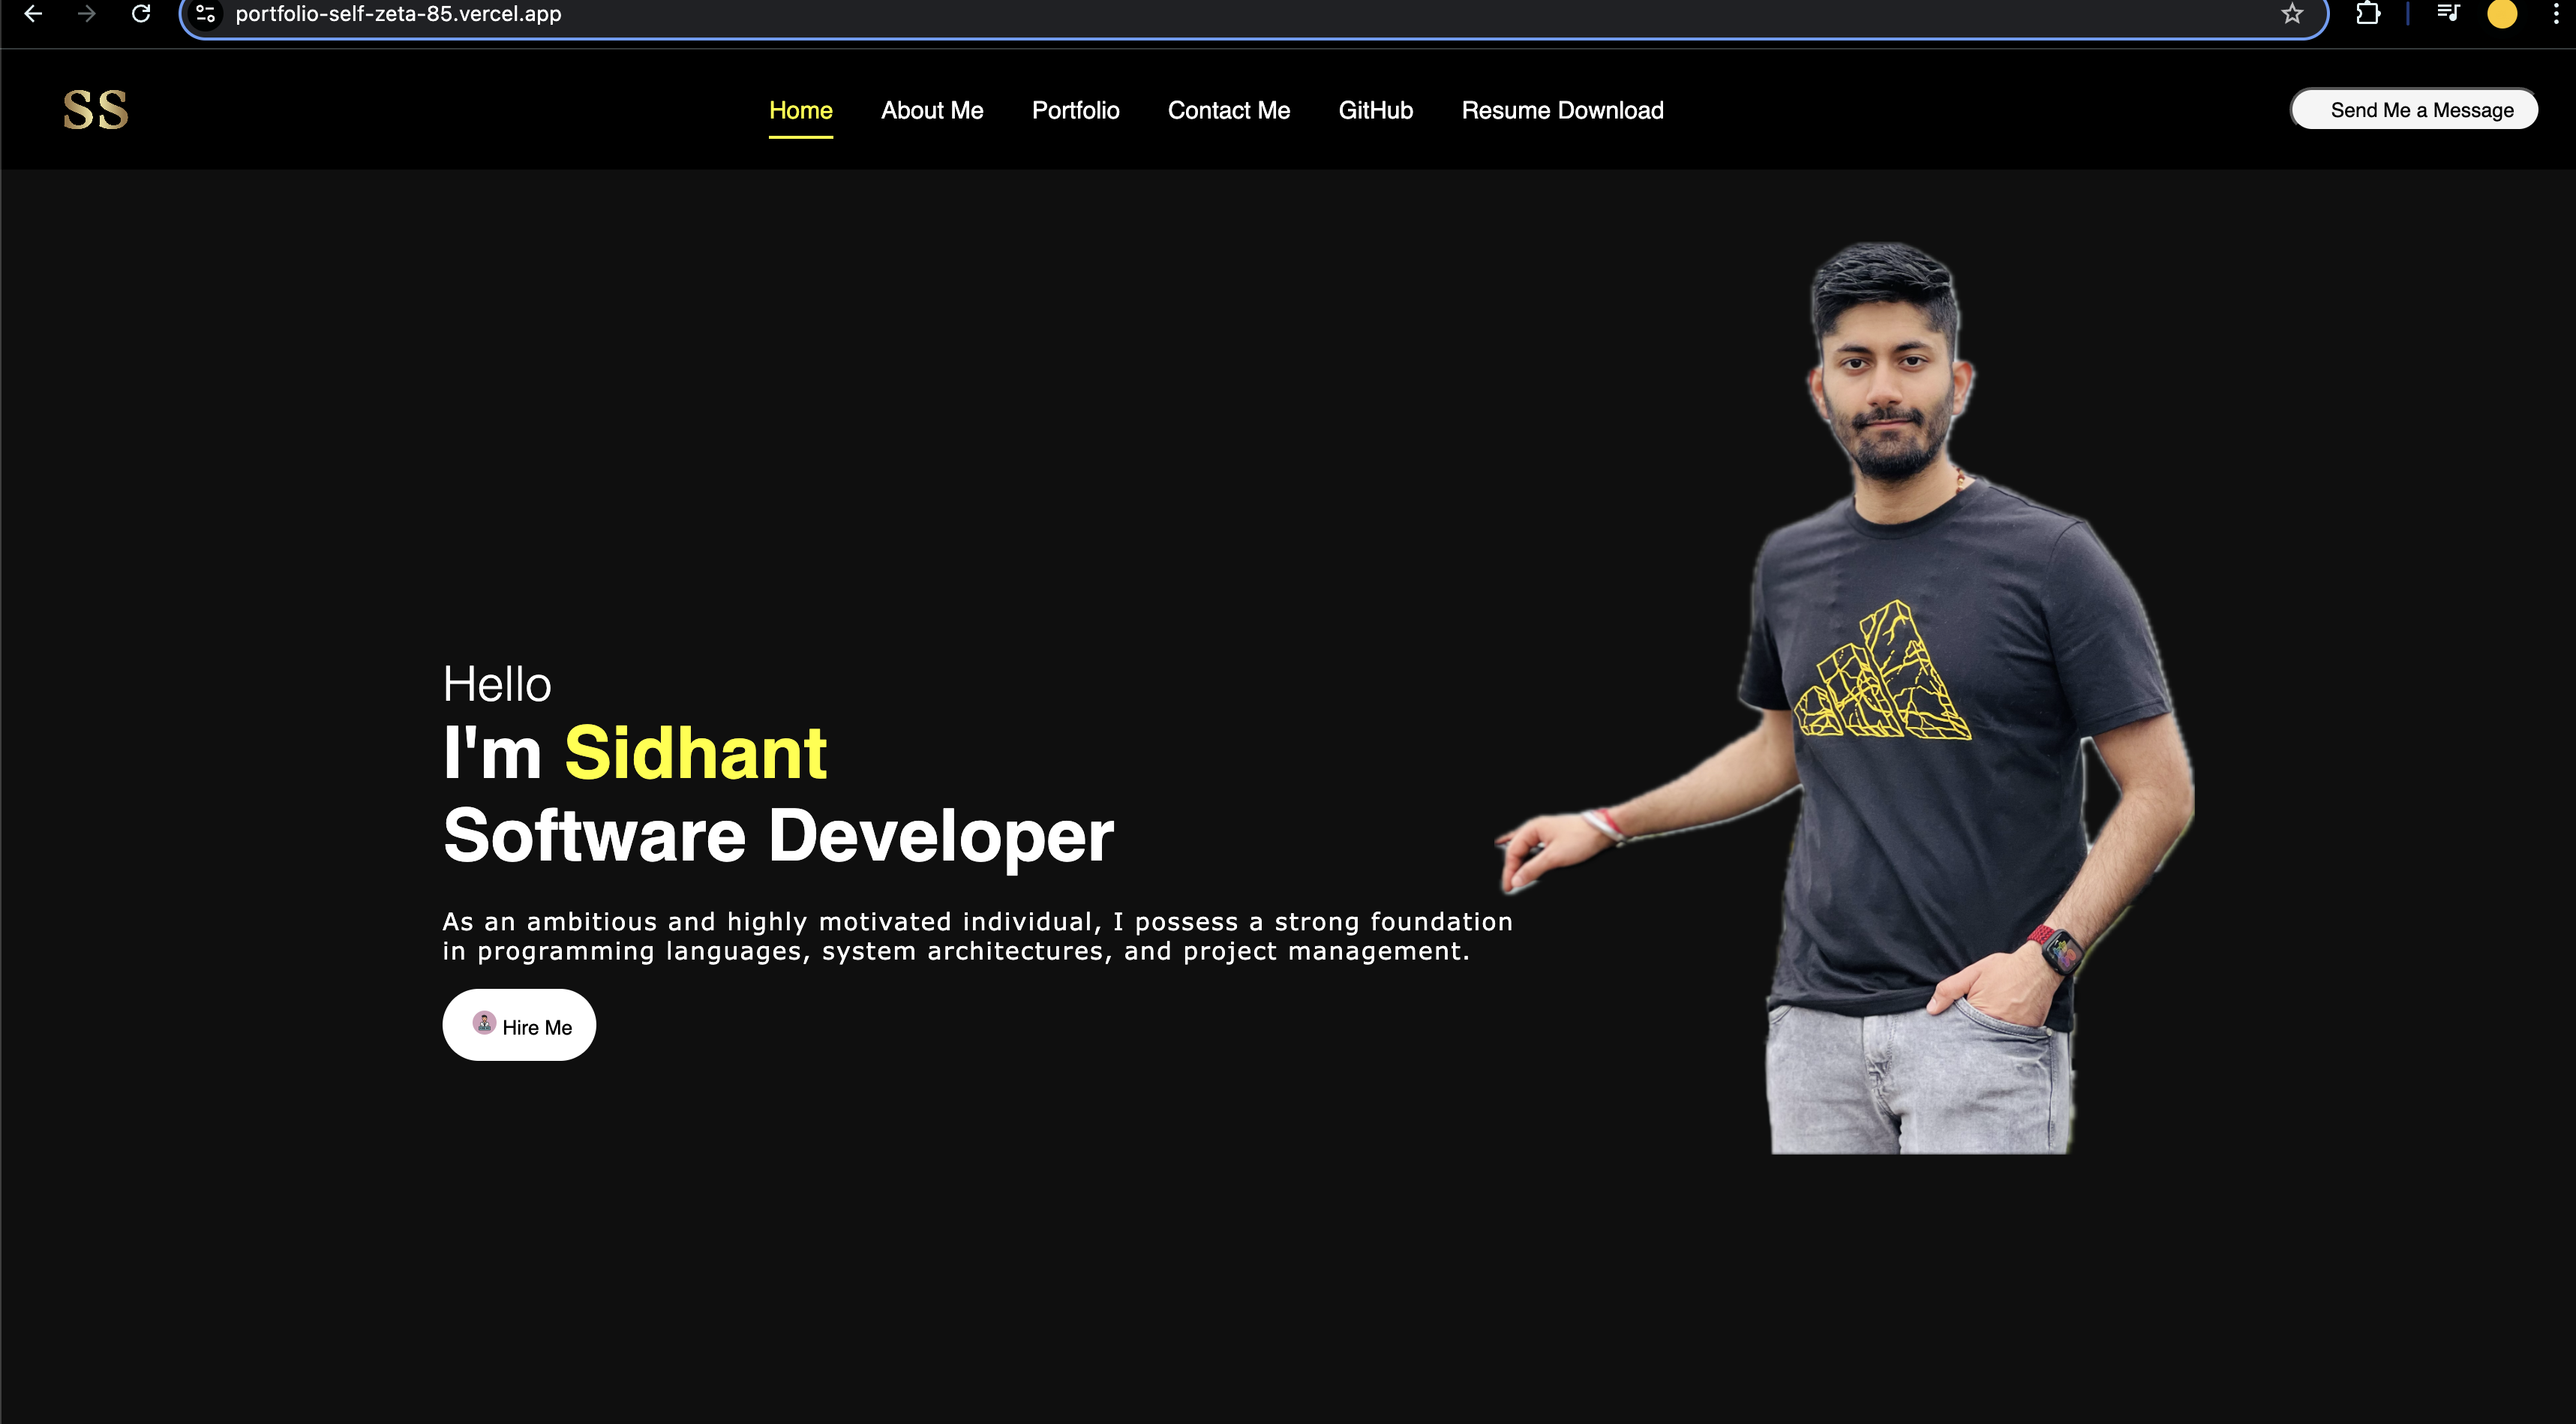 portfolio-self-zeta-85.vercel.app
SS
Home About Me Portfolio Contact Me GitHub Resume Download
Send Me a Message
Hello
I'm Sidhant
Software Developer
As an ambitious and highly motivated individual, I possess a strong foundation
in programming languages, system architectures, and project management.
Hire Me